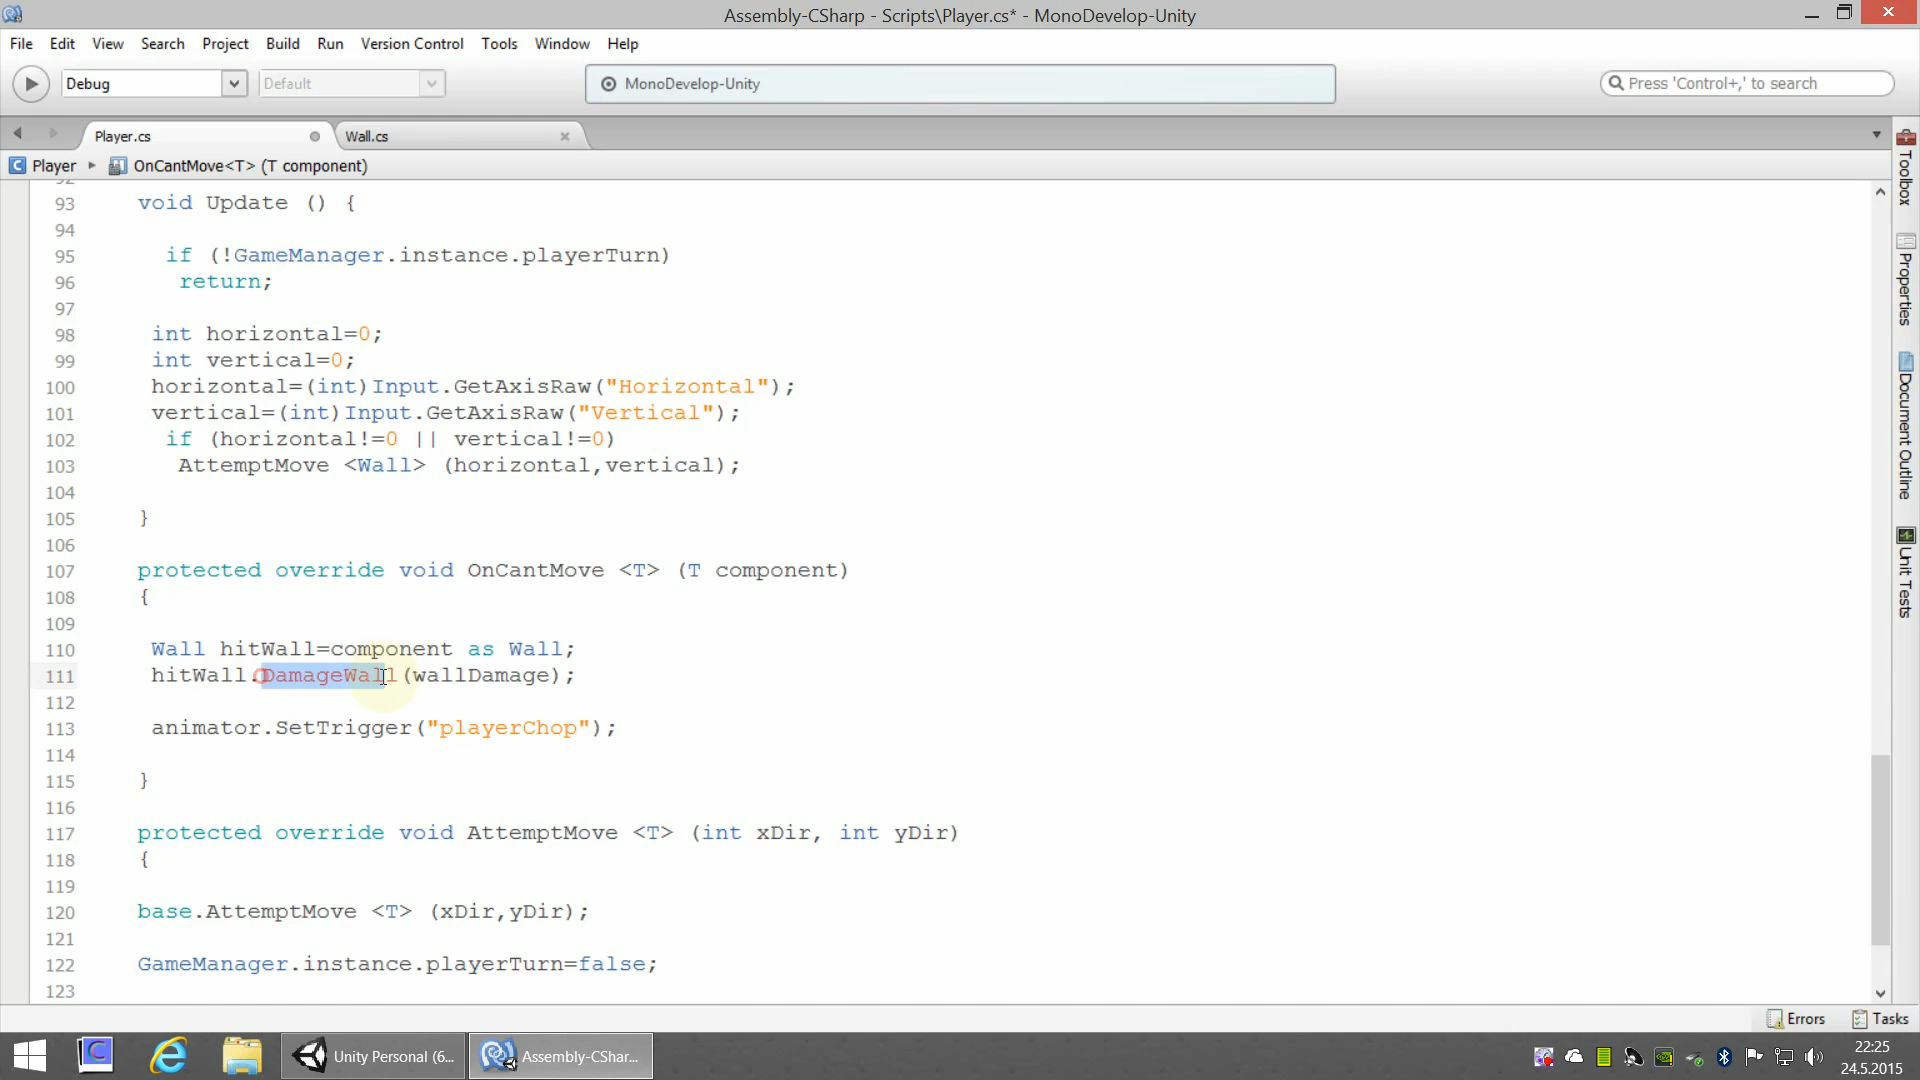 Assembly-CSharp - Scripts\Player.cs* - MonoDevelop-Unity
File Edit View Search Project Build Run Version Control Tools Window Help
Debug Default MonoDevelop-Unity Press 'Control+,' to search
Player.cs Wall.cs
Player OnCantMove<T> (T component)
93 void Update () {
94
95 if (!GameManager.instance.playerTurn)
96 return;
97
98 int horizontal=0;
99 int vertical=0;
100 horizontal=(int)Input.GetAxisRaw("Horizontal");
101 vertical=(int)Input.GetAxisRaw("Vertical");
102 if (horizontal!=0 || vertical!=0)
103 AttemptMove <Wall> (horizontal,vertical);
104
105 }
106
107 protected override void OnCantMove <T> (T component)
108 {
109
110 Wall hitWall=component as Wall;
111 hitWall.DamageWall(wallDamage);
112
113 animator.SetTrigger("playerChop");
114
115 }
116
117 protected override void AttemptMove <T> (int xDir, int yDir)
118 {
119
120 base.AttemptMove <T> (xDir,yDir);
121
122 GameManager.instance.playerTurn=false;
123
Toolbox
Properties
Document Outline
Unit Tests
Errors Tasks
Unity Personal (6... Assembly-CShar...
22:25
24.5.2015